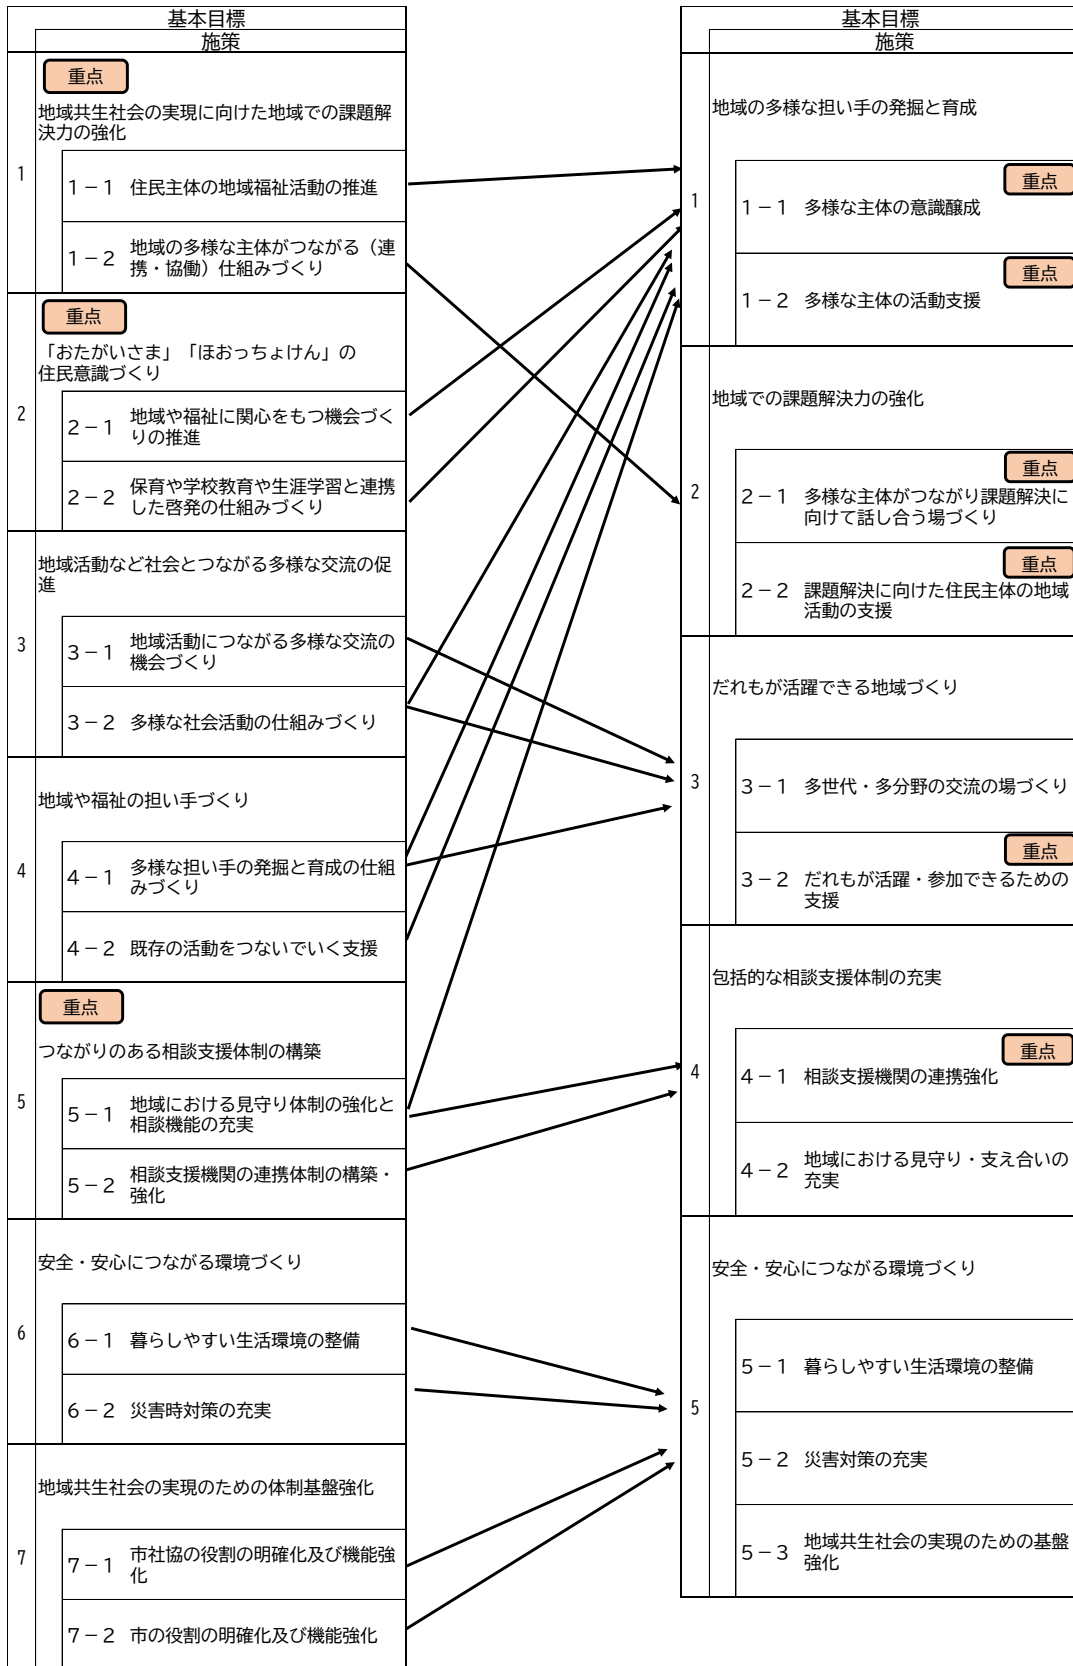 基本目標
施策
1
重点
地域共生社会の実現に向けた地域での課題解
決力の強化
1－1 住民主体の地域福祉活動の推進
1－2 地域の多様な主体がつながる（連
携・協働）仕組みづくり
2
重点
「おたがいさま」「ほおっちょけん」の
住民意識づくり
2－1 地域や福祉に関心をもつ機会づく
りの推進
2－2 保育や学校教育や生涯学習と連携
した啓発の仕組みづくり
3
地域活動など社会とつながる多様な交流の促
進
3－1 地域活動につながる多様な交流の
機会づくり
3－2 多様な社会活動の仕組みづくり
4
地域や福祉の担い手づくり
4－1 多様な担い手の発掘と育成の仕組
みづくり
4－2 既存の活動をつないでいく支援
5
重点
つながりのある相談支援体制の構築
5－1 地域における見守り体制の強化と
相談機能の充実
5－2 相談支援機関の連携体制の構築・
強化
6
安全・安心につながる環境づくり
6－1 暮らしやすい生活環境の整備
6－2 災害時対策の充実
7
地域共生社会の実現のための体制基盤強化
7－1 市社協の役割の明確化及び機能強
化
7－2 市の役割の明確化及び機能強化
基本目標
施策
1
地域の多様な担い手の発掘と育成
重点
1－1 多様な主体の意識醸成
重点
1－2 多様な主体の活動支援
2
地域での課題解決力の強化
重点
2－1 多様な主体がつながり課題解決に
向けて話し合う場づくり
重点
2－2 課題解決に向けた住民主体の地域
活動の支援
3
だれもが活躍できる地域づくり
3－1 多世代・多分野の交流の場づくり
重点
3－2 だれもが活躍・参加できるための
支援
4
包括的な相談支援体制の充実
重点
4－1 相談支援機関の連携強化
4－2 地域における見守り・支え合いの
充実
5
安全・安心につながる環境づくり
5－1 暮らしやすい生活環境の整備
5－2 災害対策の充実
5－3 地域共生社会の実現のための基盤
強化